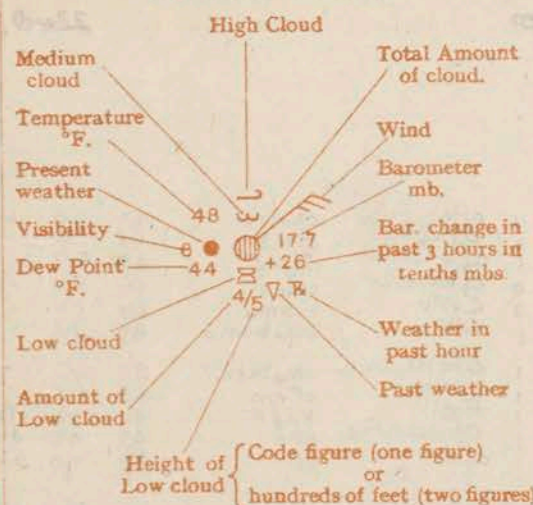 High Cloud
Medium
cloud
Total Amount
of cloud.
Temperature
°F.
Wind
Present
weather
Barometer
mb.
48
Visibility
6
17.7
Bar. change in
past 3 hours in
tenths mbs
Dew Point
°F.
44
+26
4/5
Low cloud
Weather in
past hour
Amount of
Low cloud
Past weather
Height of
Low cloud
Code figure (one figure)
or
hundreds of feet (two figures)